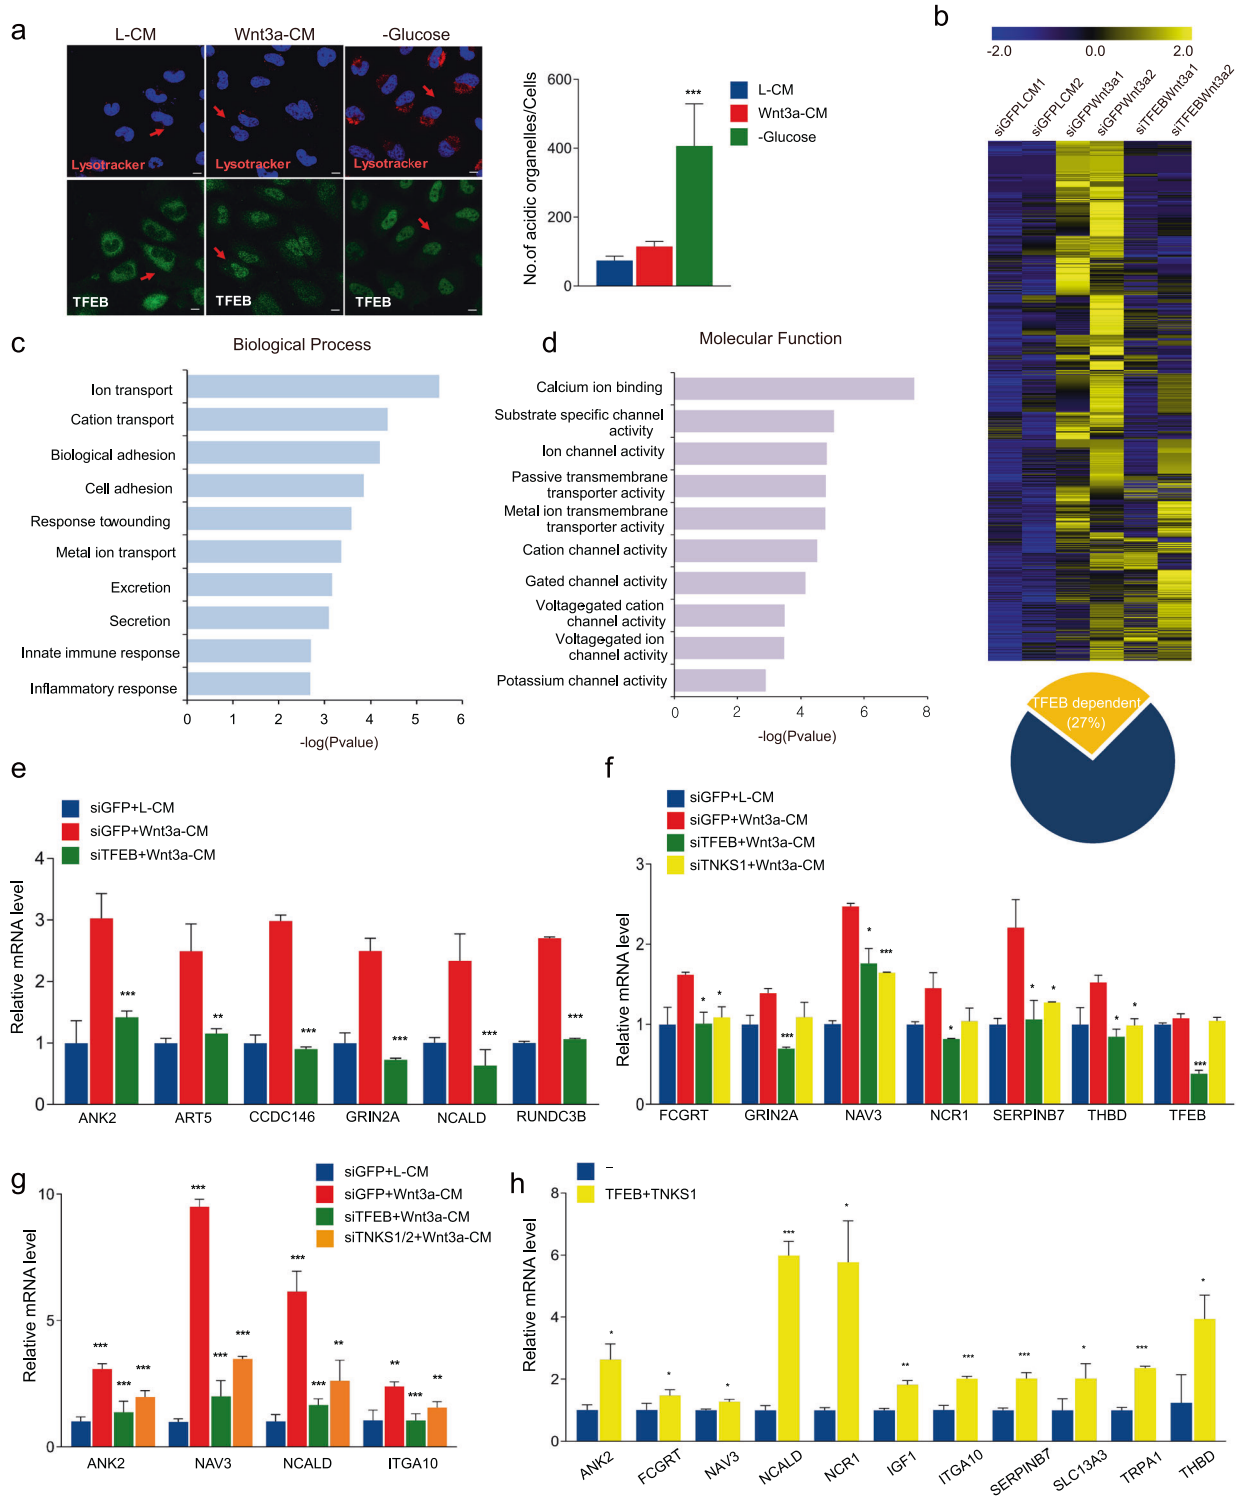 a
L-CM
Wnt3a-CM
-Glucose
Lysotracker
Lysotracker
Lysotracker
TFEB
TFEB
TFEB
No.of acidic organelles/Cells
600
400
200
0
***
L-CM
Wnt3a-CM
-Glucose
b
-2.0
0.0
2.0
siGFPLCM1
siGFPLCM2
siGFPWnt3a1
siGFPWnt3a2
siTFEBWnt3a1
siTFEBWnt3a2
TFEB dependent
(27%)
c
Biological Process
Ion transport
Cation transport
Biological adhesion
Cell adhesion
Response towounding
Metal ion transport
Excretion
Secretion
Innate immune response
Inflammatory response
0 1 2 3 4 5 6
-log(Pvalue)
d
Molecular Function
Calcium ion binding
Substrate specific channel
activity
Ion channel activity
Passive transmembrane
transporter activity
Metal ion transmembrane
transporter activity
Cation channel activity
Gated channel activity
Voltage-gated cation
channel activity
Voltage-gated ion
channel activity
Potassium channel activity
0 2 4 6 8
-log(Pvalue)
e
siGFP+L-CM
siGFP+Wnt3a-CM
siTFEB+Wnt3a-CM
Relative mRNA level
4
3
2
1
0
*** ** *** *** *** ***
ANK2 ART5 CCDC146 GRIN2A NCALD RUNDC3B
f
siGFP+L-CM
siGFP+Wnt3a-CM
siTFEB+Wnt3a-CM
siTNKS1+Wnt3a-CM
Relative mRNA level
3
2
1
0
* * *** * *** * * * * * ***
FCGRT GRIN2A NAV3 NCR1 SERPINB7 THBD TFEB
g
siGFP+L-CM
siGFP+Wnt3a-CM
siTFEB+Wnt3a-CM
siTNKS1/2+Wnt3a-CM
Relative mRNA level
10
5
0
*** *** *** *** *** *** *** *** ** ** *** **
ANK2 NAV3 NCALD ITGA10
h
–
TFEB+TNKS1
Relative mRNA level
8
6
4
2
0
* * * *** * ** *** *** * *** *
ANK2 FCGRT NAV3 NCALD NCR1 IGF1 ITGA10 SERPINB7 SLC13A3 TRPA1 THBD